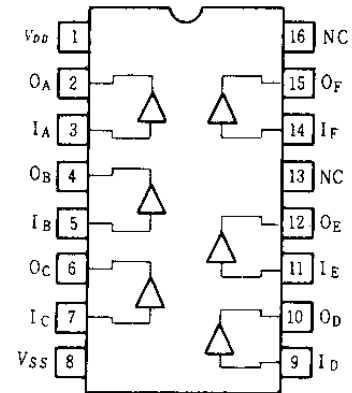 VDD 1 16 NC
OA 2 15 OF
IA 3 14 IF
OB 4 13 NC
IB 5 12 OE
OC 6 11 IE
IC 7 10 OD
VSS 8 9 ID